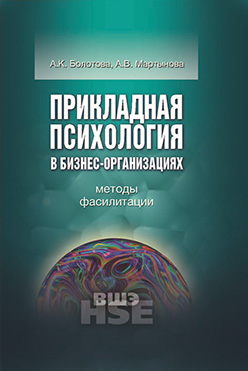 А.К. Болотова, А.В. Мартынова
ПРИКЛАДНАЯ
ПСИХОЛОГИЯ
В БИЗНЕС-ОРГАНИЗАЦИЯХ
методы
фасилитации
ВШЭ
HSE